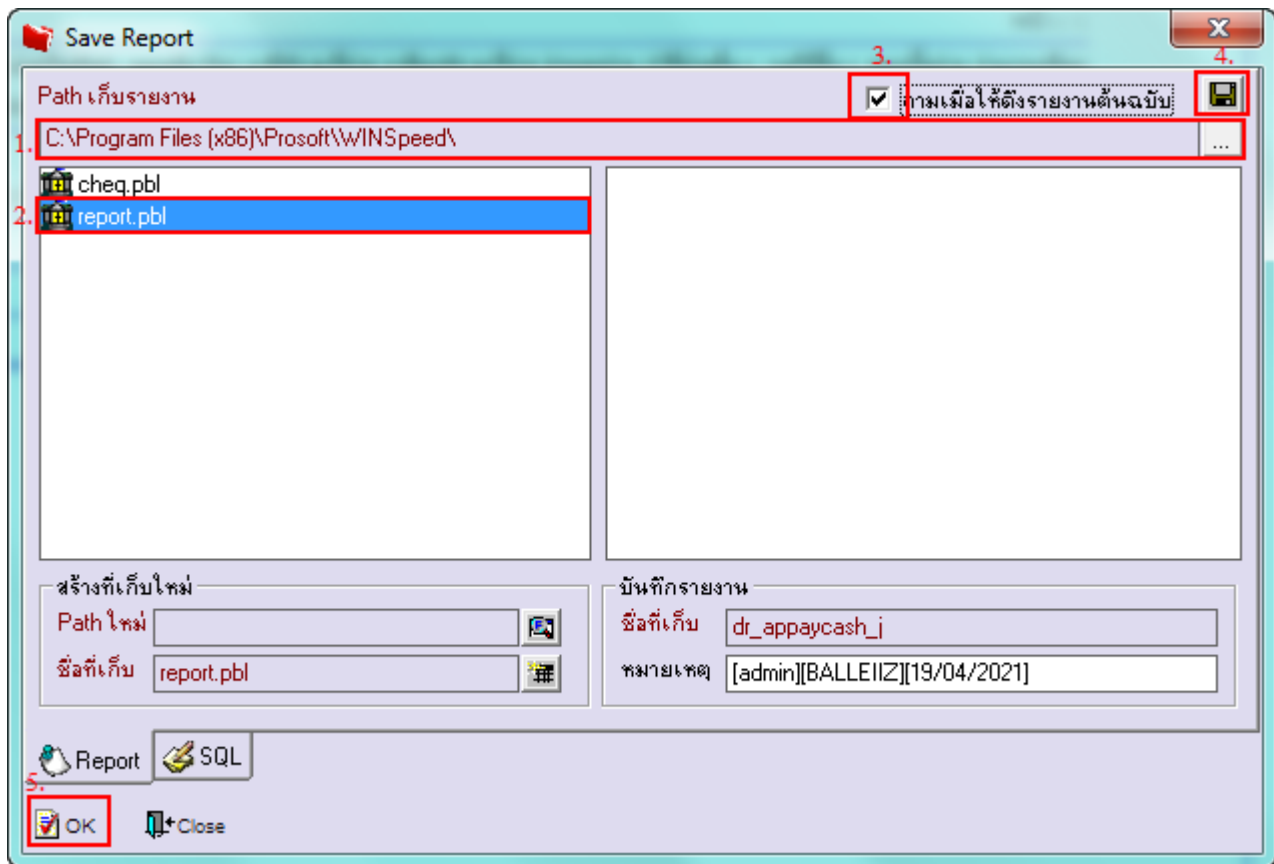 Save Report
3.
4.
Path เก็บรายงาน
ถามเมื่อให้ดึงรายงานต้นฉบับ
1.
C:\Program Files (x86)\Prosoft\WINSpeed\
...
cheq.pbl
2.
report.pbl
สร้างที่เก็บใหม่
Path ใหม่
ชื่อที่เก็บ
report.pbl
บันทึกรายงาน
ชื่อที่เก็บ
dr_appaycash_j
หมายเหตุ
[admin][BALLEIIZ][19/04/2021]
Report
SQL
5.
OK
Close